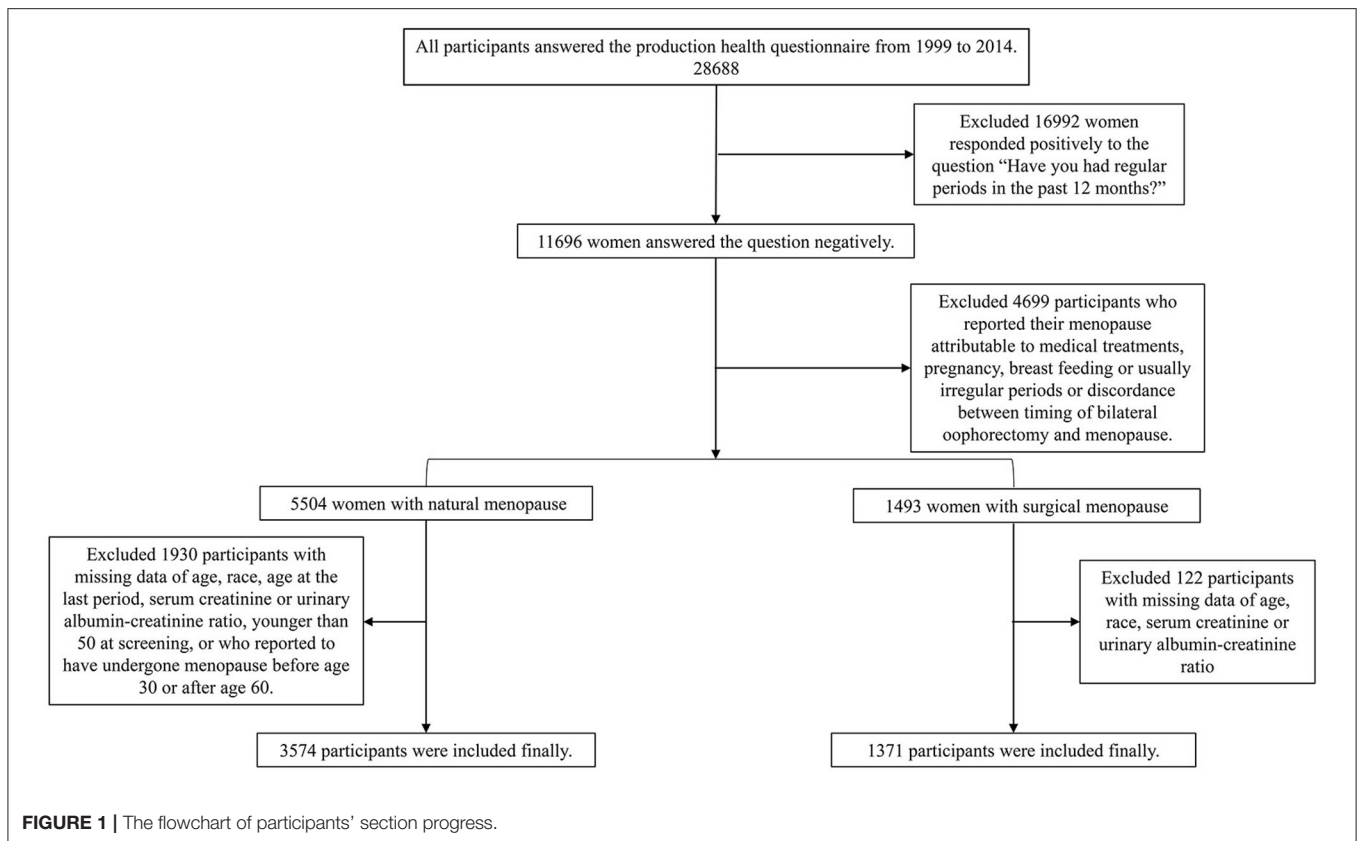 All participants answered the production health questionnaire from 1999 to 2014.
28688
Excluded 16992 women
responded positively to the
question “Have you had regular
periods in the past 12 months?”
11696 women answered the question negatively.
Excluded 4699 participants who
reported their menopause
attributable to medical treatments,
pregnancy, breast feeding or usually
irregular periods or discordance
between timing of bilateral
oophorectomy and menopause.
5504 women with natural menopause
1493 women with surgical menopause
Excluded 1930 participants with
missing data of age, race, age at the
last period, serum creatinine or urinary
albumin-creatinine ratio, younger than
50 at screening, or who reported to
have undergone menopause before age
30 or after age 60.
Excluded 122 participants
with missing data of age,
race, serum creatinine or
urinary albumin-creatinine
ratio
3574 participants were included finally.
1371 participants were included finally.
FIGURE 1 | The flowchart of participants’ section progress.